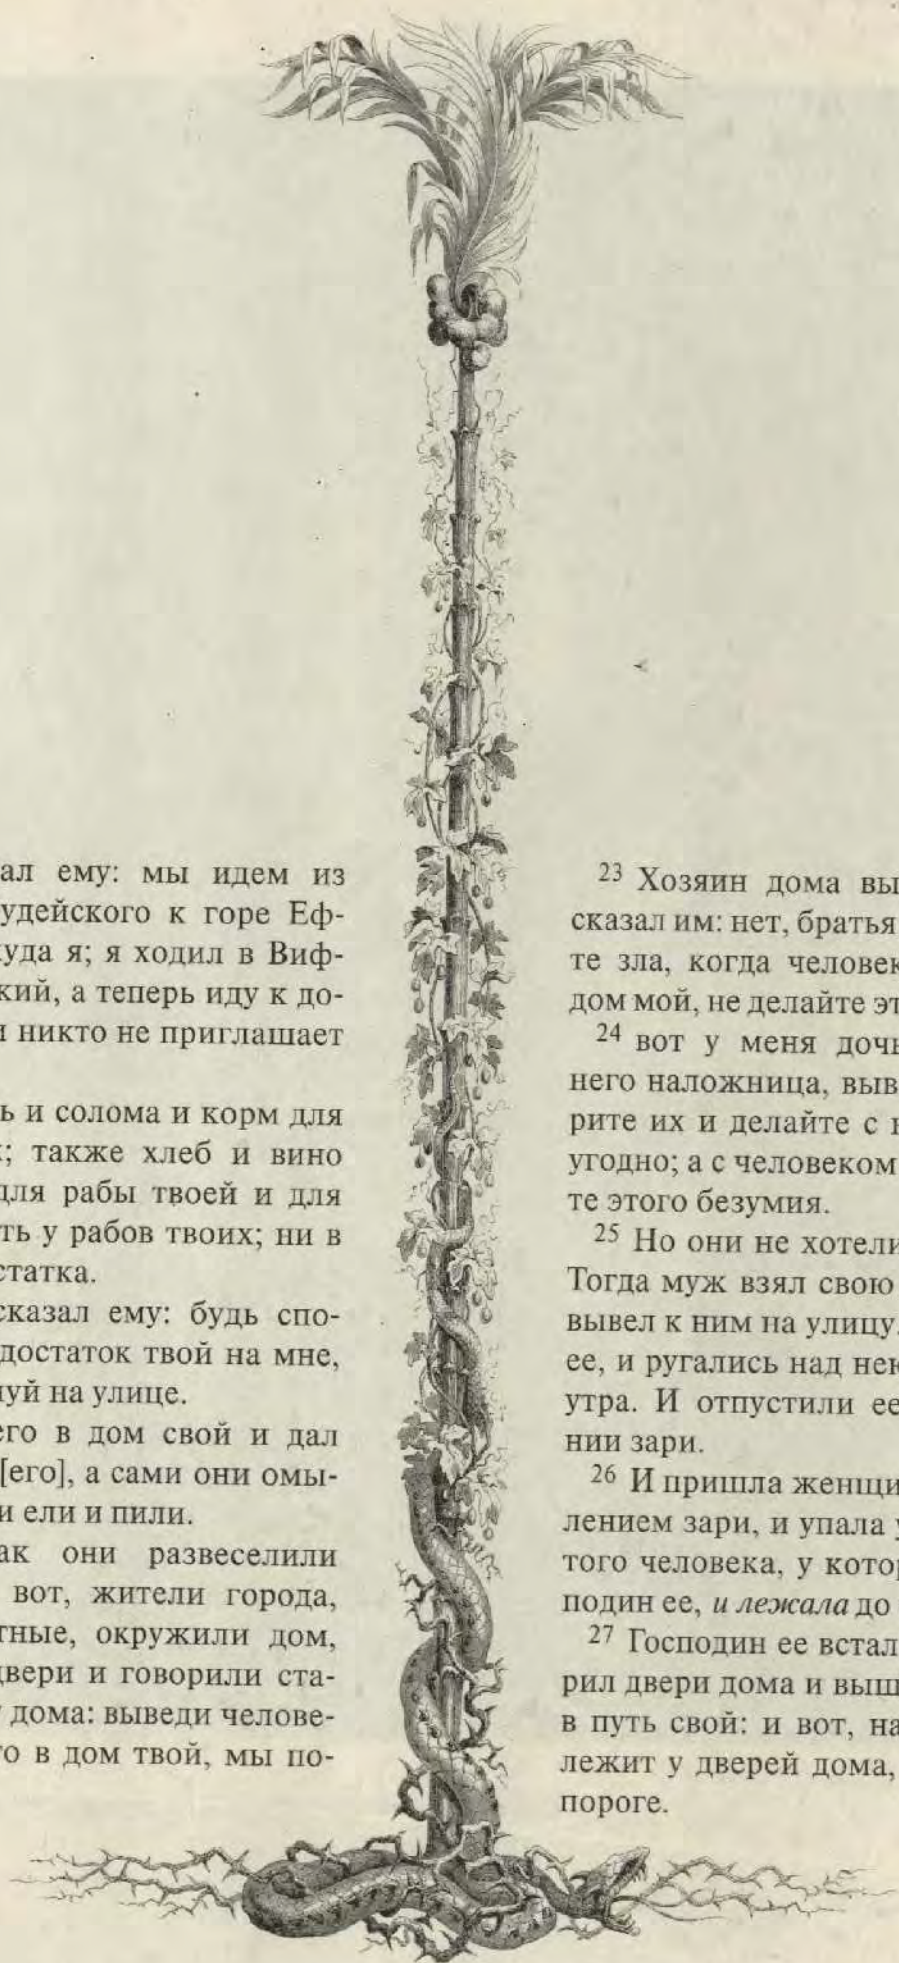 ал ему: мы идем из
удейского к горе Еф-
куда я; я ходил в Виф-
кий, а теперь иду к до-
и никто не приглашает
ь и солома и корм для
; также хлеб и вино
для рабы твоей и для
ть у рабов твоих; ни в
статка.
сказал ему: будь спо-
достаток твой на мне,
луй на улице.
его в дом свой и дал
[его], а сами они омы-
и ели и пили.
ак они развеселили
вот, жители города,
тные, окружили дом,
двери и говорили ста-
у дома: выведи челове-
го в дом твой, мы по-
23 Хозяин дома вы
сказал им: нет, братья
те зла, когда человек
дом мой, не делайте эт
24 вот у меня дочь
него наложница, выв
рите их и делайте с н
угодно; а с человеком
те этого безумия.
25 Но они не хотели
Тогда муж взял свою
вывел к ним на улицу.
ее, и ругались над нею
утра. И отпустили ее
нии зари.
26 И пришла женщи
лением зари, и упала у
того человека, у котор
подин ее, и лежала до
27 Господин ее встал
рил двери дома и выш
в путь свой: и вот, на
лежит у дверей дома,
пороге.